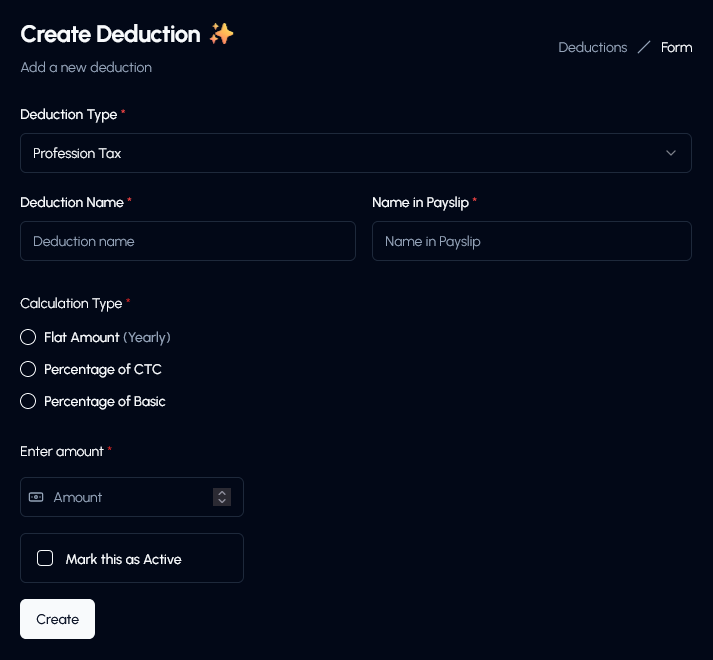 Create Deduction ✨
Deductions / Form
Add a new deduction
Deduction Type *
Profession Tax
Deduction Name * Name in Payslip *
Deduction name Name in Payslip
Calculation Type *
Flat Amount (Yearly)
Percentage of CTC
Percentage of Basic
Enter amount *
Amount
Mark this as Active
Create